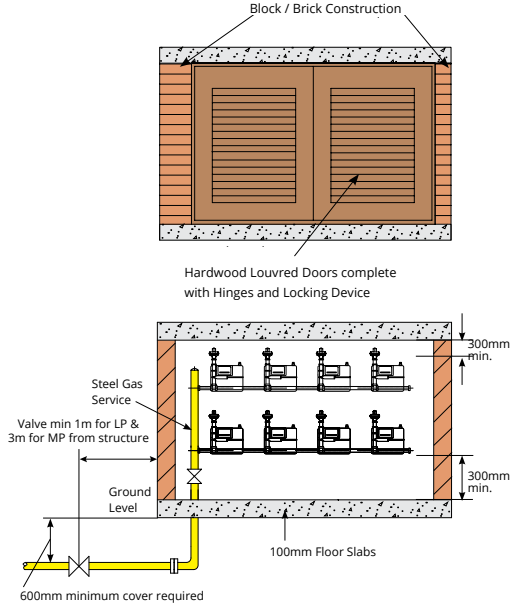 Block / Brick Construction
Hardwood Louvred Doors complete
with Hinges and Locking Device
300mm
min.
Steel Gas
Service
Valve min 1m for LP &
3m for MP from structure
300mm
min.
Ground
Level
100mm Floor Slabs
600mm minimum cover required